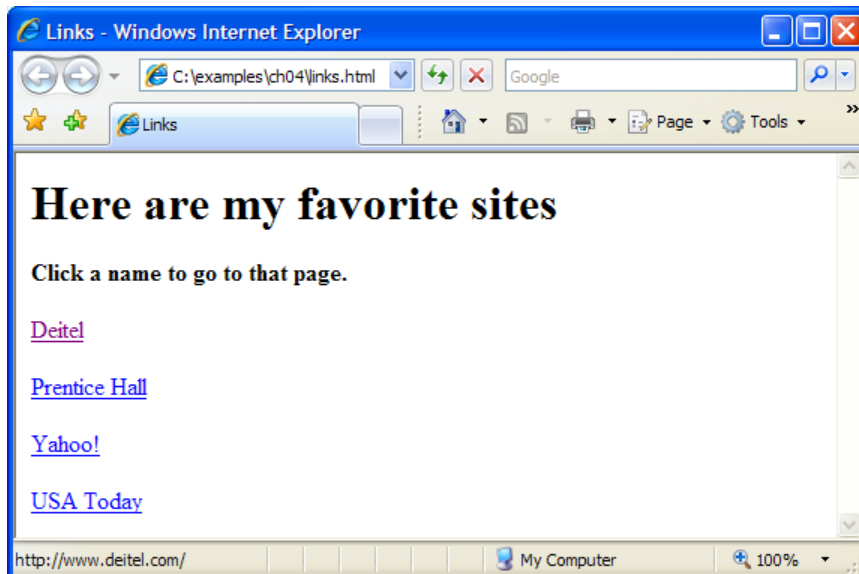 Links - Windows Internet Explorer
C:\examples\ch04\links.html
Google
Links
Page
Tools
»
Here are my favorite sites
Click a name to go to that page.
Deitel
Prentice Hall
Yahoo!
USA Today
http://www.deitel.com/ My Computer 100%